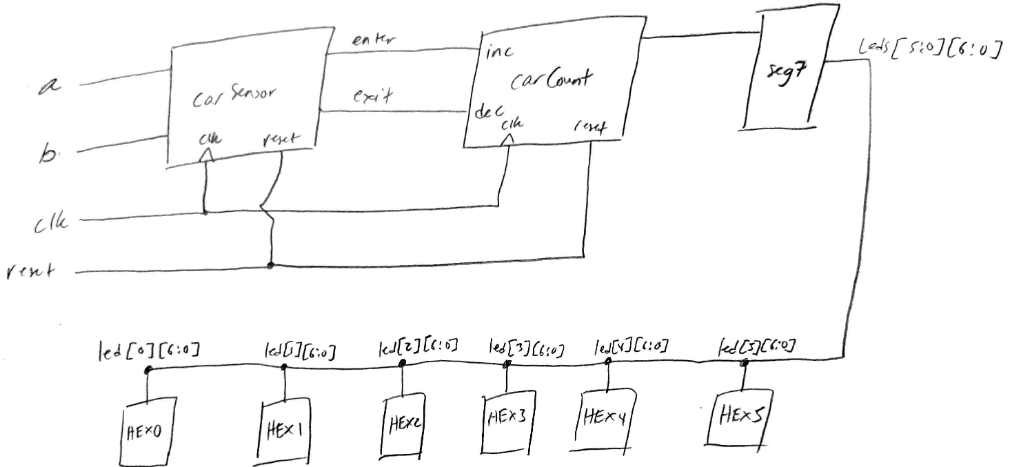 enter
inc
carCount
seg7
Leds[5:0][6:0]
a
carSensor
exit
dec
b
clk
reset
clk
reset
clk
reset
led[0][6:0]
led[1][6:0]
led[2][6:0]
led[3][6:0]
led[4][6:0]
led[5][6:0]
HEX0
HEX1
HEX2
HEX3
HEX4
HEX5